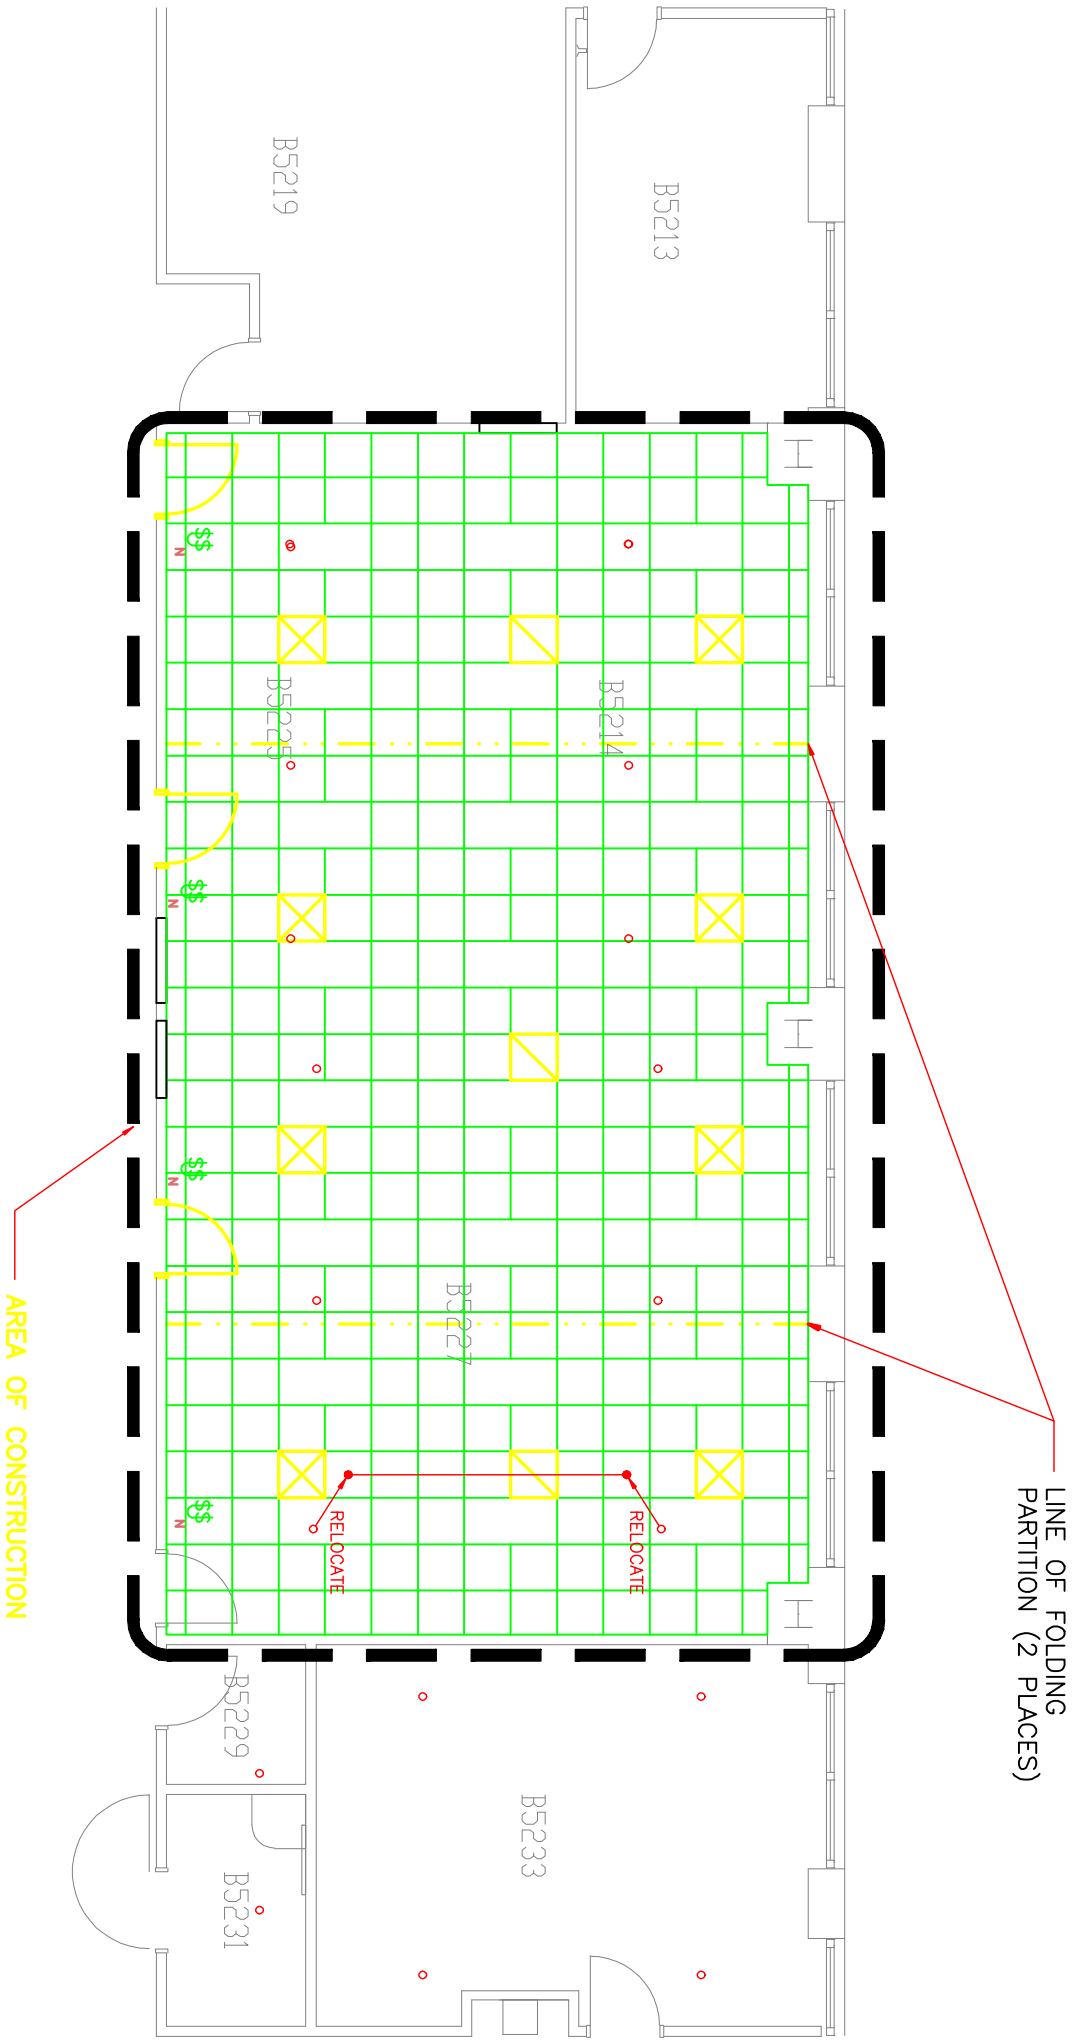 LINE OF FOLDING
PARTITION (2 PLACES)
B5213
B5219
B5214
B5225
B5227
RELOCATE
RELOCATE
B5229
B5233
B5231
$$
N
$$
N
$$
N
$$
N
AREA OF CONSTRUCTION